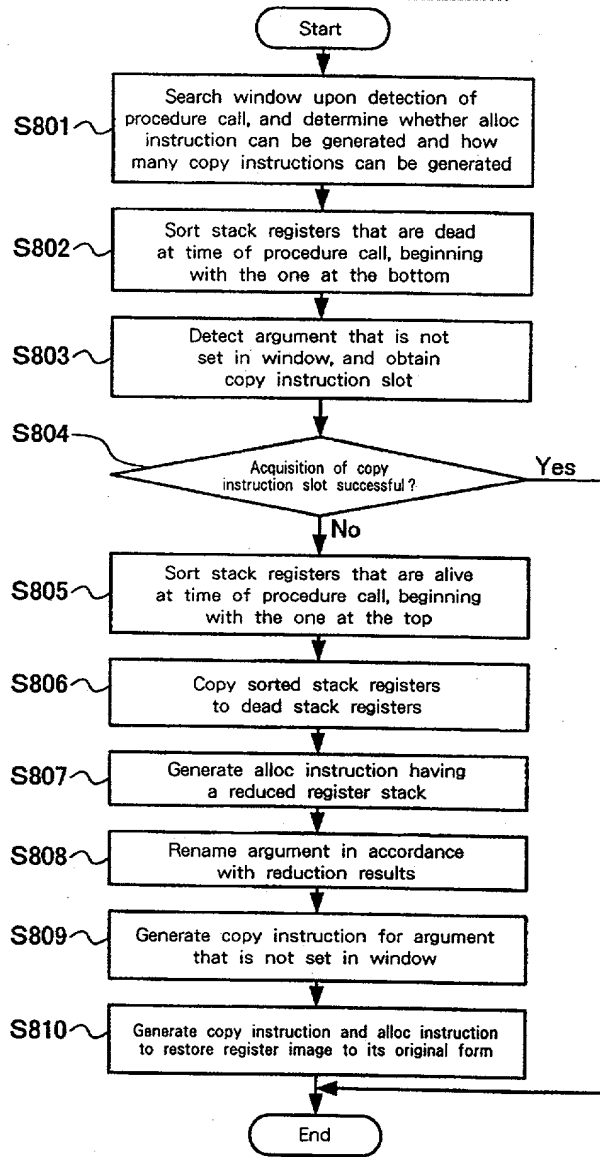 Start
S801
Search window upon detection of
procedure call, and determine whether alloc
instruction can be generated and how
many copy instructions can be generated
S802
Sort stack registers that are dead
at time of procedure call, beginning
with the one at the bottom
S803
Detect argument that is not
set in window, and obtain
copy instruction slot
S804
Acquisition of copy
instruction slot successful?
Yes
No
S805
Sort stack registers that are alive
at time of procedure call, beginning
with the one at the top
S806
Copy sorted stack registers
to dead stack registers
S807
Generate alloc instruction having
a reduced register stack
S808
Rename argument in accordance
with reduction results
S809
Generate copy instruction for argument
that is not set in window
S810
Generate copy instruction and alloc instruction
to restore register image to its original form
End